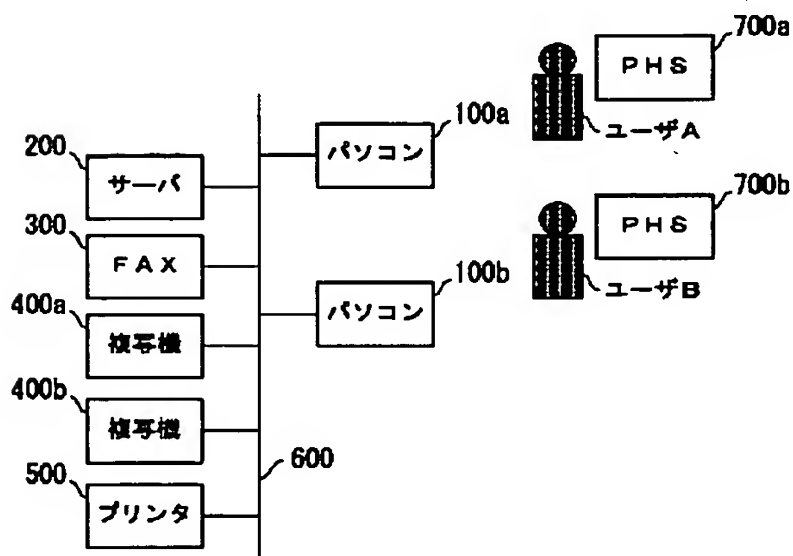 700a
PHS
ユーザA
100a
パソコン
200
サーバ
700b
PHS
ユーザB
300
FAX
100b
パソコン
400a
複写機
400b
複写機
600
500
プリンタ